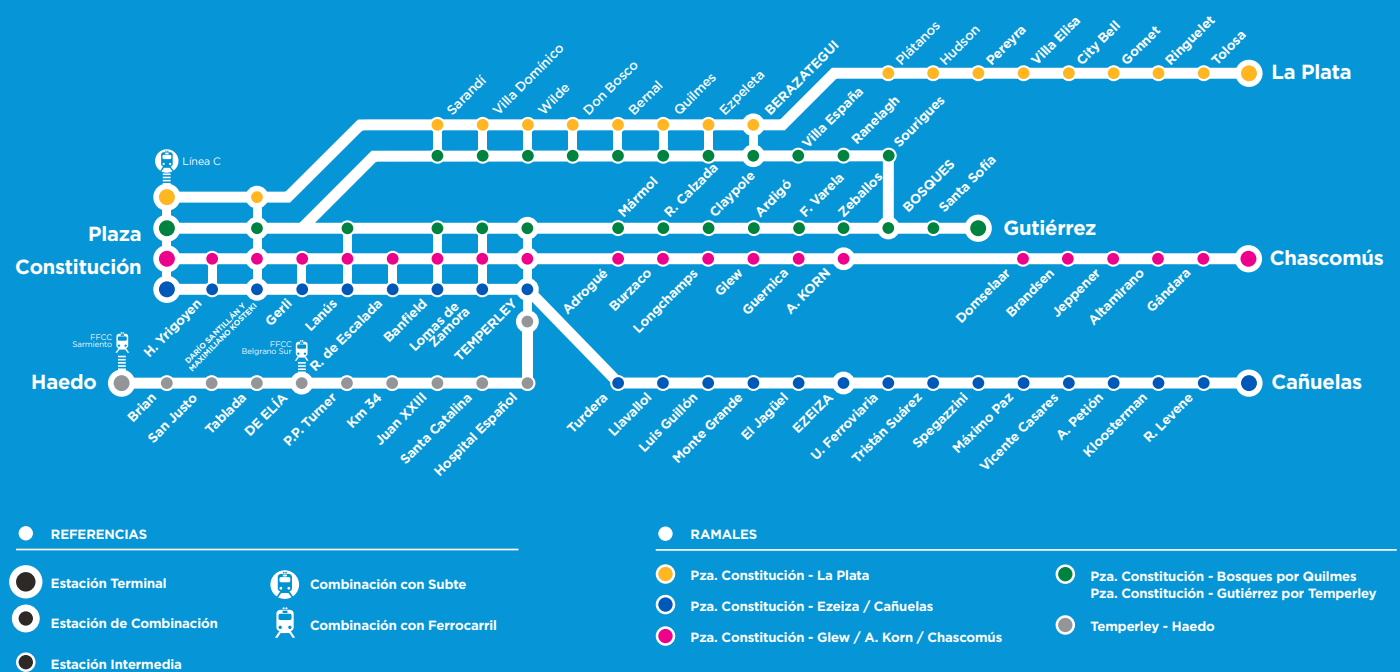 Sarandí
Villa Domínico
Wilde
Don Bosco
Bernal
Quilmes
Ezpeleta
BERAZATEGUI
Plátanos
Hudson
Pereyra
Villa Elisa
City Bell
Gonnet
Ringuelet
Tolosa
La Plata
Villa España
Ranelagh
Sourigues
Línea C
Mármol
R. Calzada
Claypole
Ardigó
F. Varela
Zeballos
BOSQUES
Santa Sofía
Gutiérrez
Plaza
Constitución
Chascomús
H. Yrigoyen
DARÍO SANTILLÁN Y
MAXIMILIANO KOSTEKI
Gerli
Lanús
R. de Escalada
Banfield
Lomas de
Zamora
TEMPERLEY
Adrogué
Burzaco
Longchamps
Glew
Guernica
A. KORN
Domselaar
Brandsen
Jeppener
Altamirano
Gándara
FFCC
Sarmiento
FFCC
Belgrano Sur
Haedo
Brian
San Justo
Tablada
DE ELÍA
P.P. Turner
Km 34
Juan XXIII
Santa Catalina
Hospital Español
Turdera
Llavallol
Luis Guillón
Monte Grande
El Jagüel
EZEIZA
U. Ferroviaria
Tristán Suárez
Spegazzini
Máximo Paz
Vicente Casares
A. Petión
Kloosterman
R. Levene
Cañuelas
REFERENCIAS
Estación Terminal
Estación de Combinación
Estación Intermedia
Combinación con Subte
Combinación con Ferrocarril
RAMALES
Pza. Constitución - La Plata
Pza. Constitución - Ezeiza / Cañuelas
Pza. Constitución - Glew / A. Korn / Chascomús
Pza. Constitución - Bosques por Quilmes
Pza. Constitución - Gutiérrez por Temperley
Temperley - Haedo